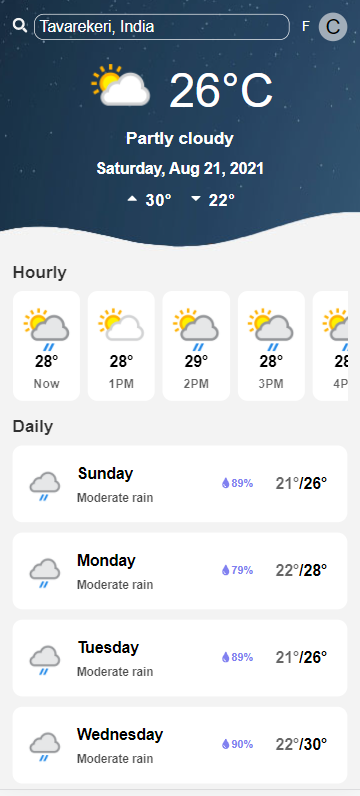 Tavarekeri, India F C
26°C
Partly cloudy
Saturday, Aug 21, 2021
30° 22°
Hourly
28° 28° 29° 28° 28
Now 1PM 2PM 3PM 4P
Daily
Sunday
Moderate rain
89% 21°/26°
Monday
Moderate rain
79% 22°/28°
Tuesday
Moderate rain
89% 21°/26°
Wednesday
Moderate rain
90% 22°/30°